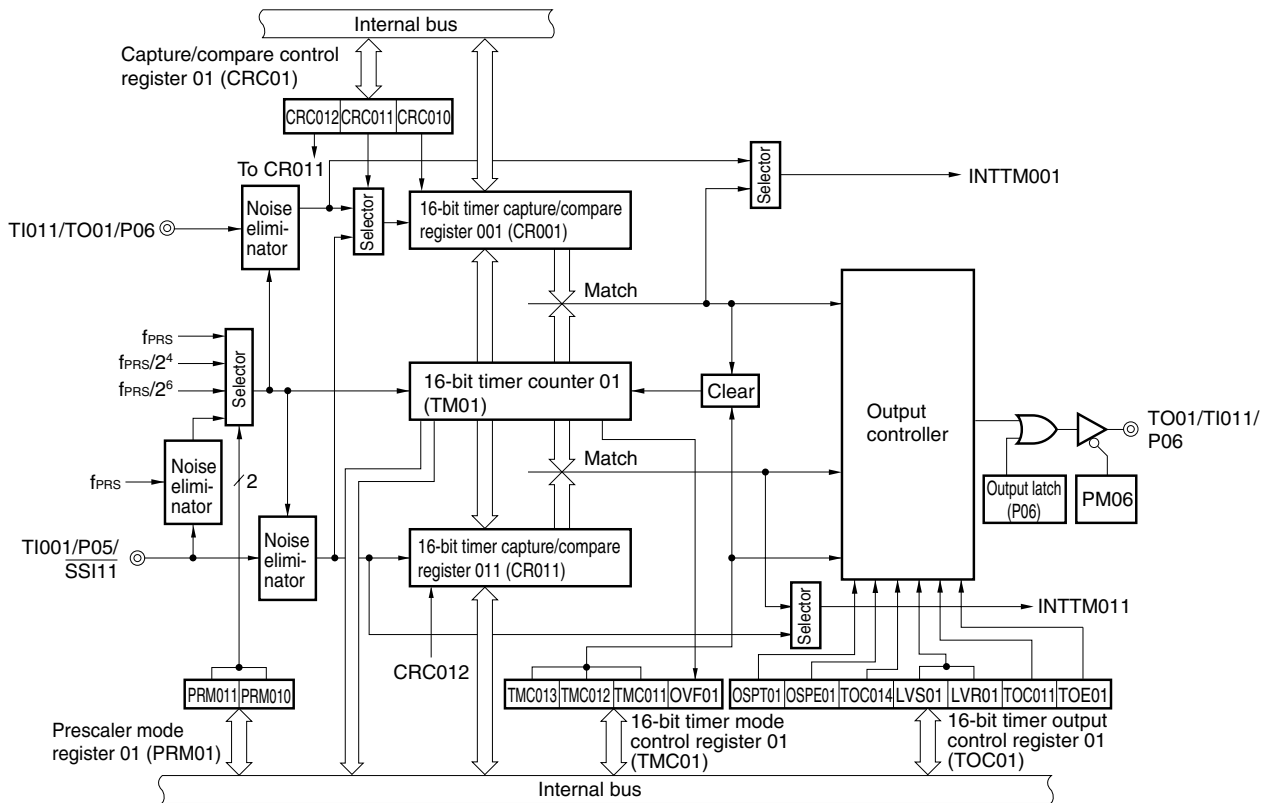 Internal bus
Capture/compare control
register 01 (CRC01)
CRC012 CRC011 CRC010
To CR011
Selector
INTTM001
Noise
elimi-
nator
Selector
16-bit timer capture/compare
register 001 (CR001)
TI011/TO01/P06
Match
fPRS
fPRS/2⁴
fPRS/2⁶
Selector
16-bit timer counter 01
(TM01)
Clear
Output
controller
TO01/TI011/
P06
fPRS
Noise
elimi-
nator
2
Match
Output latch
(P06)
PM06
TI001/P05/
SSI11
Noise
elimi-
nator
16-bit timer capture/compare
register 011 (CR011)
Selector
INTTM011
CRC012
PRM011 PRM010
TMC013 TMC012 TMC011 OVF01
OSPT01 OSPE01 TOC014 LVS01 LVR01 TOC011 TOE01
Prescaler mode
register 01 (PRM01)
16-bit timer mode
control register 01
(TMC01)
16-bit timer output
control register 01
(TOC01)
Internal bus